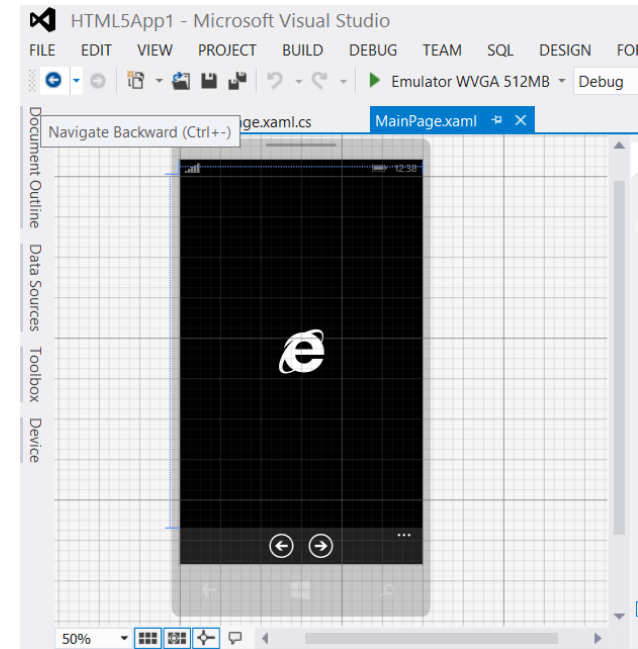 HTML5App1 - Microsoft Visual Studio
FILE EDIT VIEW PROJECT BUILD DEBUG TEAM SQL DESIGN
Emulator WVGA 512MB Debug
Navigate Backward (Ctrl+-)
ge.xaml.cs MainPage.xaml
12:38
Document Outline
Data Sources
Toolbox
Device
50%